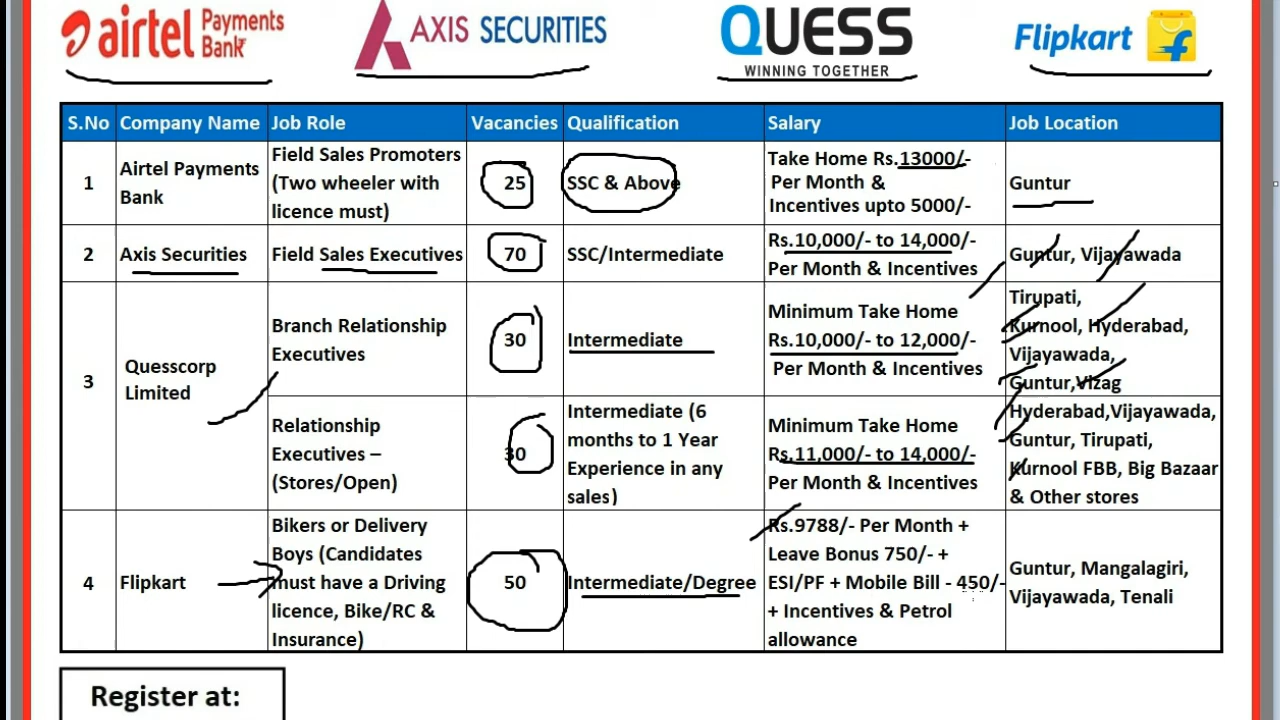 airtel Payments Bank
AXIS SECURITIES
QUESS
WINNING TOGETHER
Flipkart
S.No Company Name Job Role Vacancies Qualification Salary Job Location
1
Airtel Payments
Bank
Field Sales Promoters
(Two wheeler with
licence must)
25
SSC & Above
Take Home Rs.13000/-
Per Month &
Incentives upto 5000/-
Guntur
2
Axis Securities
Field Sales Executives
70
SSC/Intermediate
Rs.10,000/- to 14,000/-
Per Month & Incentives
Guntur, Vijayawada
3
Quesscorp
Limited
Branch Relationship
Executives
30
Intermediate
Minimum Take Home
Rs.10,000/- to 12,000/-
Per Month & Incentives
Tirupati,
Kurnool, Hyderabad,
Vijayawada,
Guntur,Vizag
Relationship
Executives –
(Stores/Open)
30
Intermediate (6
months to 1 Year
Experience in any
sales)
Minimum Take Home
Rs.11,000/- to 14,000/-
Per Month & Incentives
Hyderabad,Vijayawada,
Guntur, Tirupati,
Kurnool FBB, Big Bazaar
& Other stores
4
Flipkart
Bikers or Delivery
Boys (Candidates
must have a Driving
licence, Bike/RC &
Insurance)
50
Intermediate/Degree
Rs.9788/- Per Month +
Leave Bonus 750/- +
ESI/PF + Mobile Bill - 450/-
+ Incentives & Petrol
allowance
Guntur, Mangalagiri,
Vijayawada, Tenali
Register at: